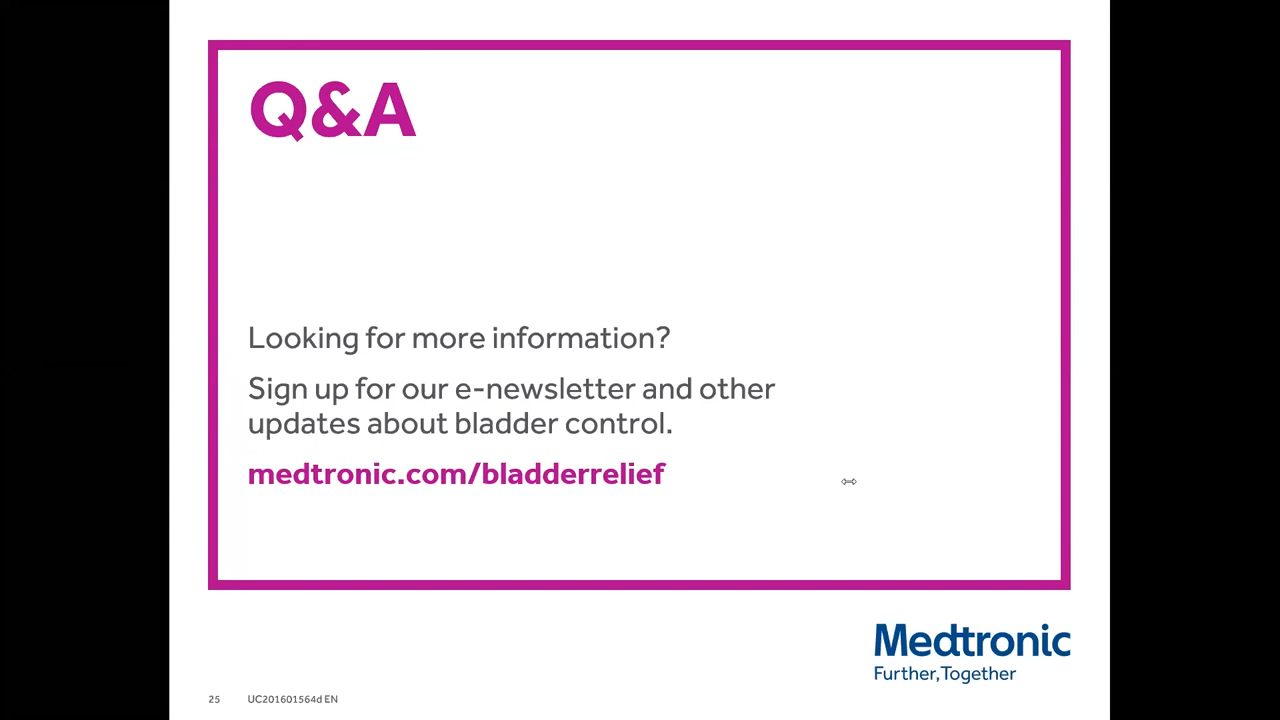 Q&A
Looking for more information?
Sign up for our e-newsletter and other
updates about bladder control.
medtronic.com/bladderrelief
Medtronic
Further,Together
25 UC201601564d EN